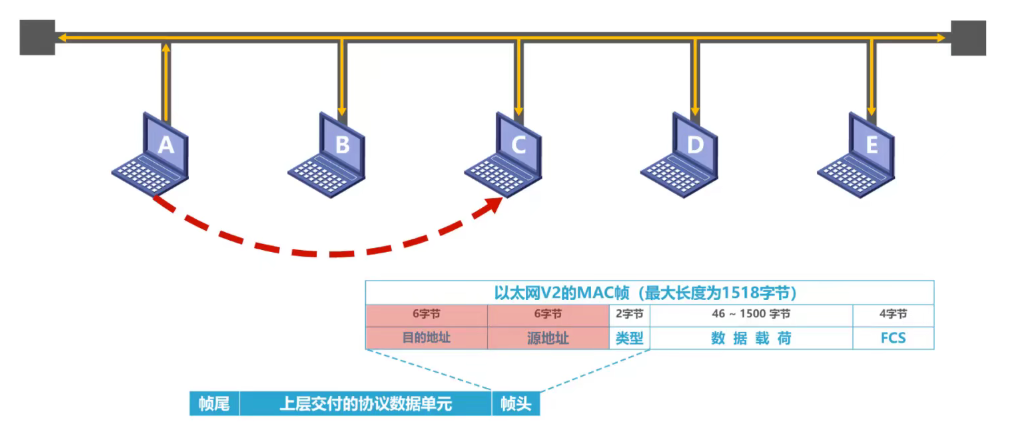 A B C D E
以太网V2的MAC帧（最大长度为1518字节）
6字节 6字节 2字节 46 ~ 1500 字节 4字节
目的地址 源地址 类型 数 据 载 荷 FCS
帧尾 上层交付的协议数据单元 帧头